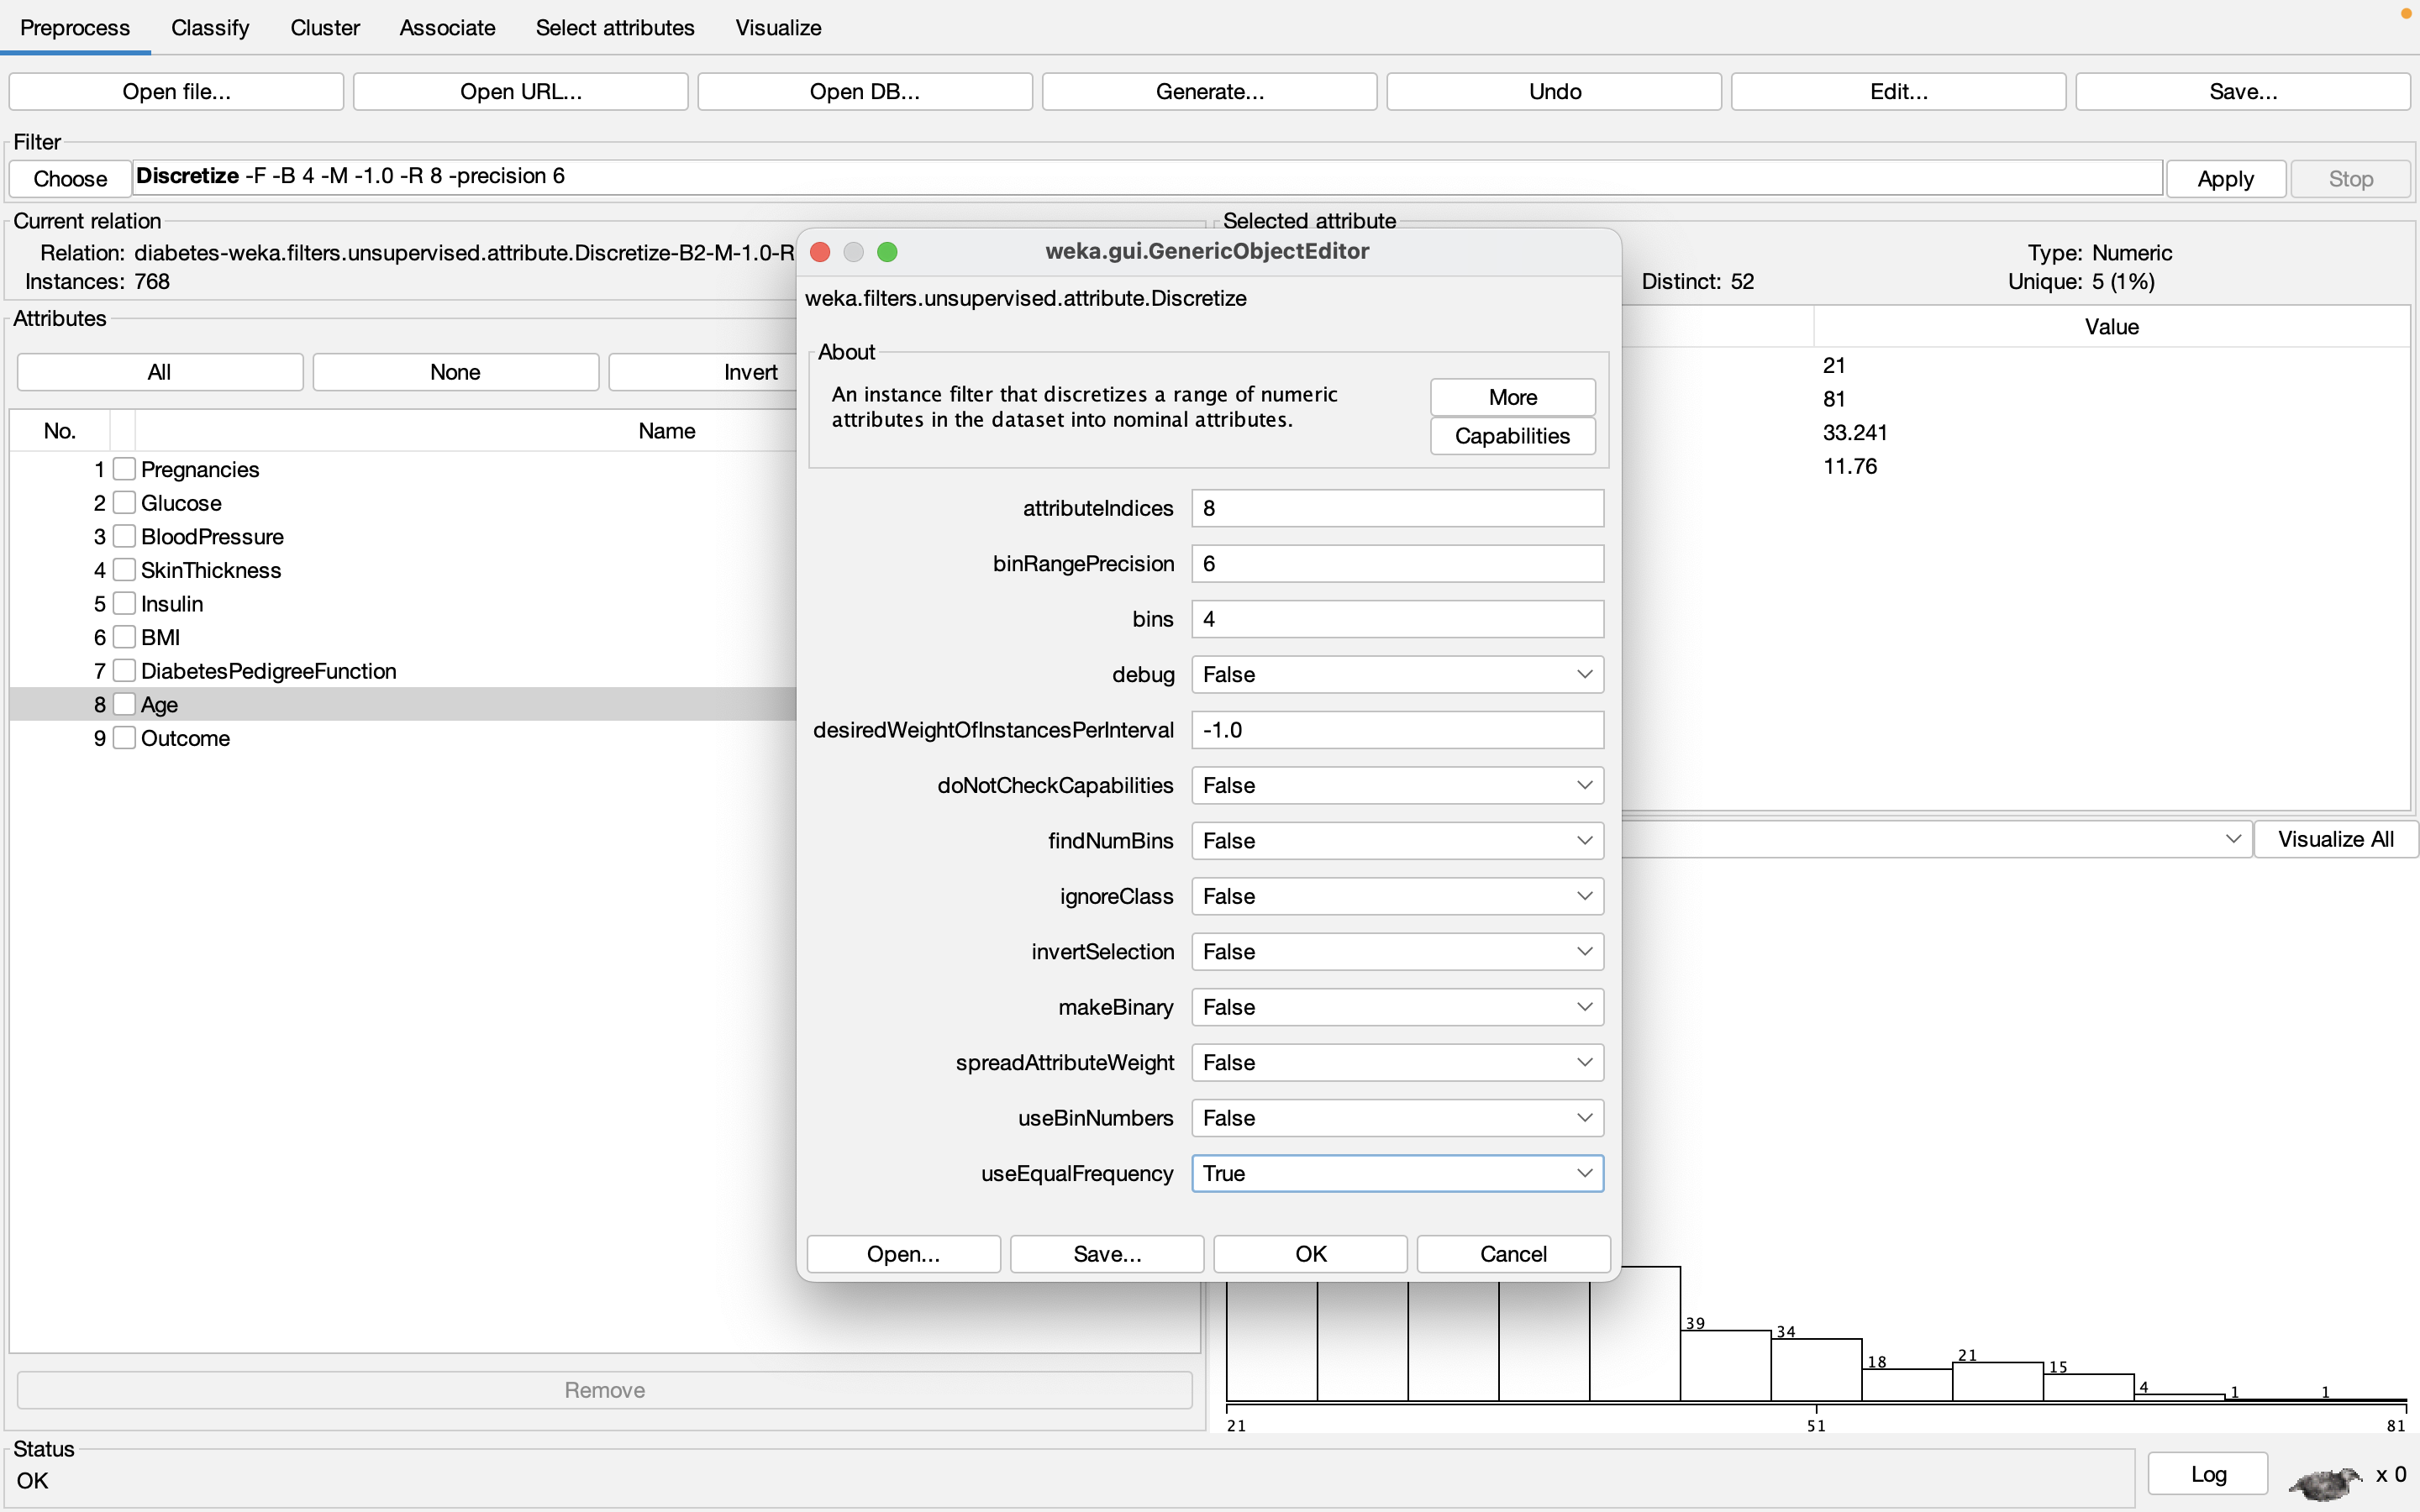 Preprocess Classify Cluster Associate Select attributes Visualize
Open file... Open URL... Open DB... Generate... Undo Edit... Save...
Filter
Choose Discretize -F -B 4 -M -1.0 -R 8 -precision 6 Apply Stop
Current relation
Relation: diabetes-weka.filters.unsupervised.attribute.Discretize-B2-M-1.0-R
Instances: 768
Attributes
All None Invert
No. Name
1 Pregnancies
2 Glucose
3 BloodPressure
4 SkinThickness
5 Insulin
6 BMI
7 DiabetesPedigreeFunction
8 Age
9 Outcome
Remove
Selected attribute
Type: Numeric
Distinct: 52 Unique: 5 (1%)
Value
21
81
33.241
11.76
Visualize All
weka.gui.GenericObjectEditor
weka.filters.unsupervised.attribute.Discretize
About
An instance filter that discretizes a range of numeric
attributes in the dataset into nominal attributes.
More
Capabilities
attributeIndices 8
binRangePrecision 6
bins 4
debug False
desiredWeightOfInstancesPerInterval -1.0
doNotCheckCapabilities False
findNumBins False
ignoreClass False
invertSelection False
makeBinary False
spreadAttributeWeight False
useBinNumbers False
useEqualFrequency True
Open... Save... OK Cancel
39 34 18 21 15 4 1 1
21 51 81
Status
OK
Log x 0